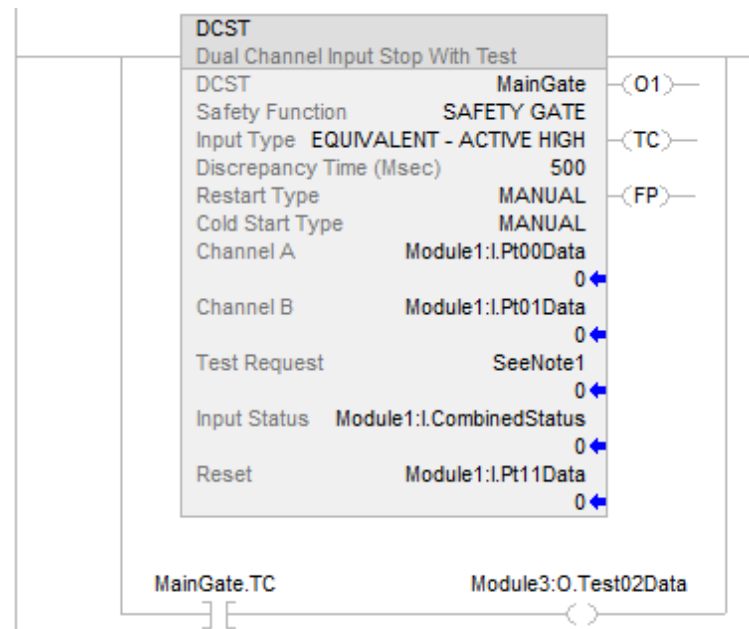 DCST
Dual Channel Input Stop With Test
DCST MainGate (O1)
Safety Function SAFETY GATE
Input Type EQUIVALENT - ACTIVE HIGH (TC)
Discrepancy Time (Msec) 500
Restart Type MANUAL (FP)
Cold Start Type MANUAL
Channel A Module1:I.Pt00Data
0
Channel B Module1:I.Pt01Data
0
Test Request SeeNote1
0
Input Status Module1:I.CombinedStatus
0
Reset Module1:I.Pt11Data
0
MainGate.TC Module3:O.Test02Data